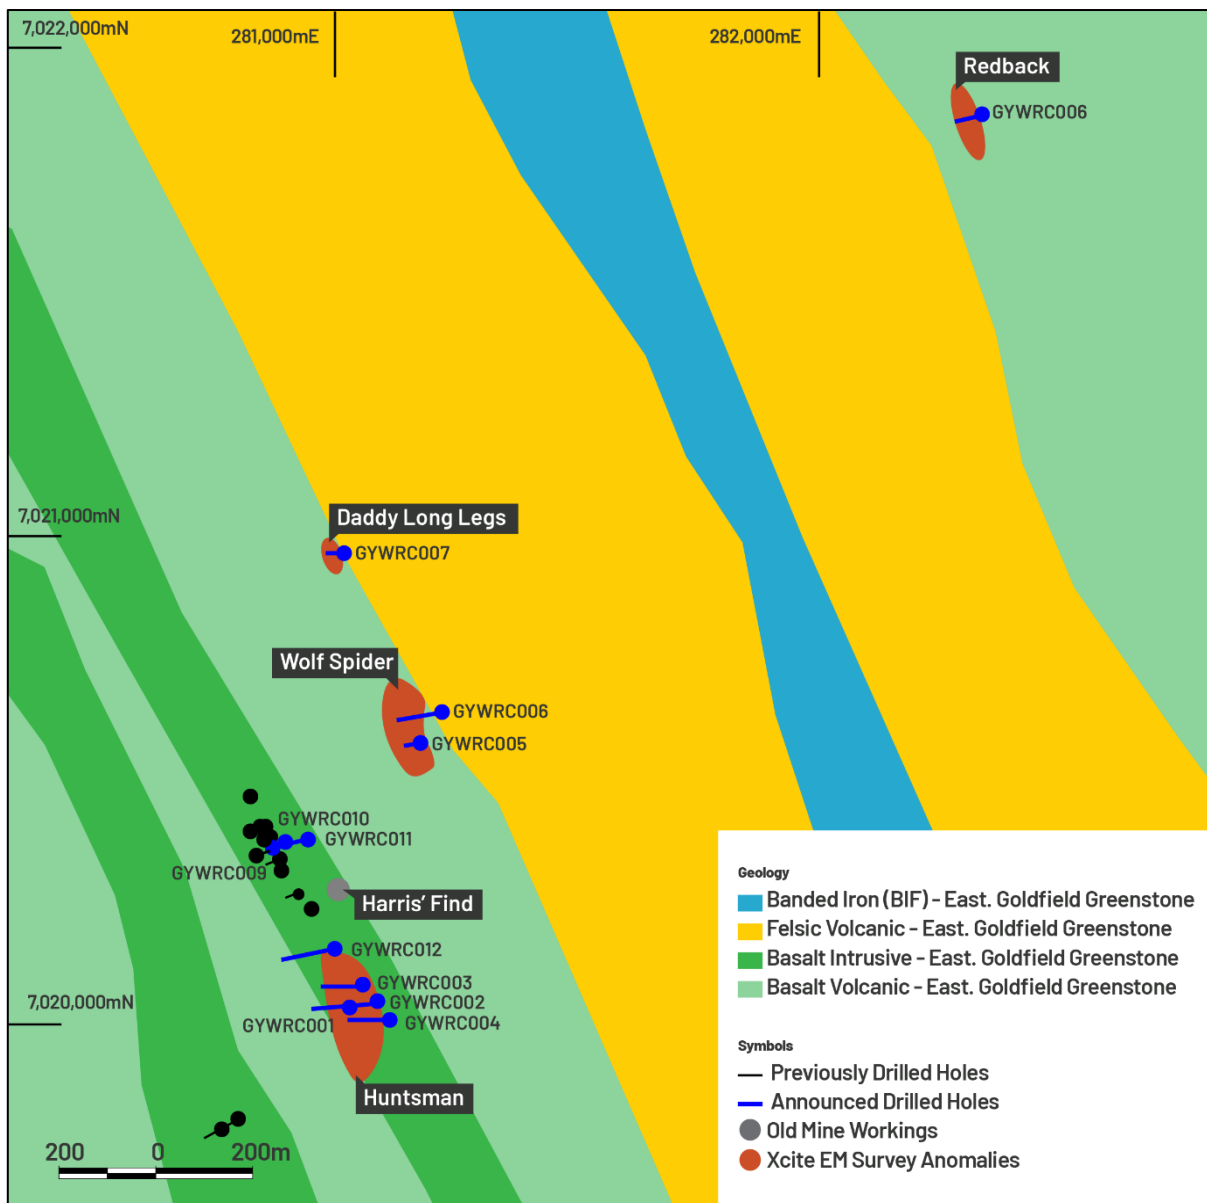 7,022,000mN
281,000mE
282,000mE
Redback
GYWRC006
7,021,000mN
Daddy Long Legs
GYWRC007
Wolf Spider
GYWRC006
GYWRC005
GYWRC010
GYWRC011
GYWRC009
Harris' Find
GYWRC012
GYWRC003
GYWRC002
GYWRC004
GYWRC001
7,020,000mN
Huntsman
200 0 200m
Geology
Banded Iron (BIF) - East. Goldfield Greenstone
Felsic Volcanic - East. Goldfield Greenstone
Basalt Intrusive - East. Goldfield Greenstone
Basalt Volcanic - East. Goldfield Greenstone
Symbols
Previously Drilled Holes
Announced Drilled Holes
Old Mine Workings
Xcite EM Survey Anomalies